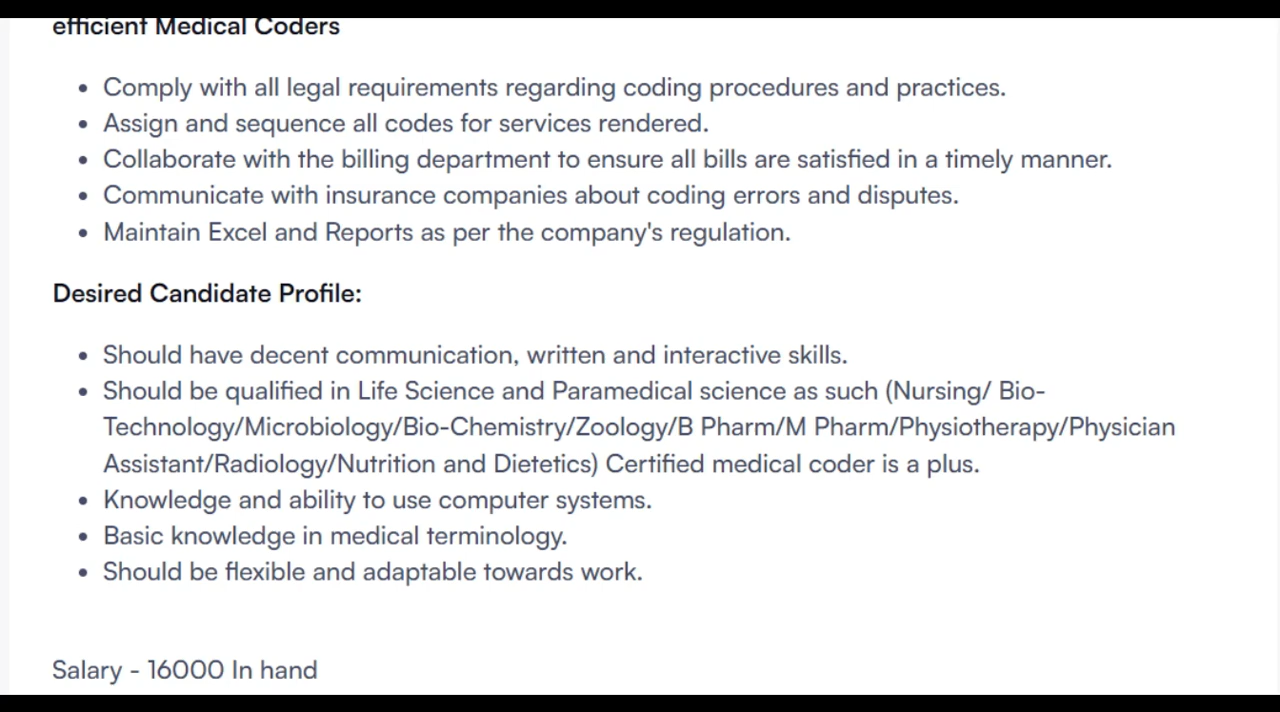 efficient Medical Coders
• Comply with all legal requirements regarding coding procedures and practices.
• Assign and sequence all codes for services rendered.
• Collaborate with the billing department to ensure all bills are satisfied in a timely manner.
• Communicate with insurance companies about coding errors and disputes.
• Maintain Excel and Reports as per the company's regulation.
Desired Candidate Profile:
• Should have decent communication, written and interactive skills.
• Should be qualified in Life Science and Paramedical science as such (Nursing/ Bio-
Technology/Microbiology/Bio-Chemistry/Zoology/B Pharm/M Pharm/Physiotherapy/Physician
Assistant/Radiology/Nutrition and Dietetics) Certified medical coder is a plus.
• Knowledge and ability to use computer systems.
• Basic knowledge in medical terminology.
• Should be flexible and adaptable towards work.
Salary - 16000 In hand